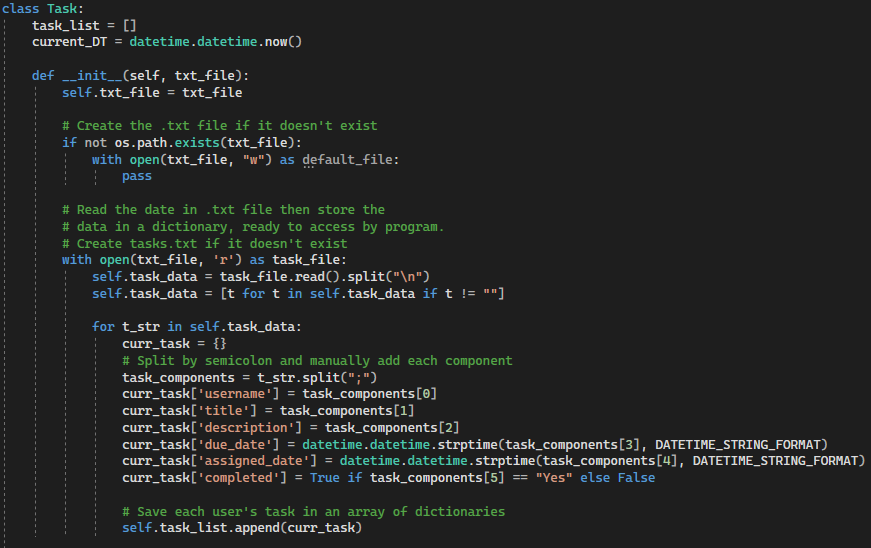 class Task:
    task_list = []
    current_DT = datetime.datetime.now()

    def __init__(self, txt_file):
        self.txt_file = txt_file

        # Create the .txt file if it doesn't exist
        if not os.path.exists(txt_file):
            with open(txt_file, "w") as default_file:
                pass

        # Read the date in .txt file then store the
        # data in a dictionary, ready to access by program.
        # Create tasks.txt if it doesn't exist
        with open(txt_file, 'r') as task_file:
            self.task_data = task_file.read().split("\n")
            self.task_data = [t for t in self.task_data if t != ""]

            for t_str in self.task_data:
                curr_task = {}
                # Split by semicolon and manually add each component
                task_components = t_str.split(";")
                curr_task['username'] = task_components[0]
                curr_task['title'] = task_components[1]
                curr_task['description'] = task_components[2]
                curr_task['due_date'] = datetime.datetime.strptime(task_components[3], DATETIME_STRING_FORMAT)
                curr_task['assigned_date'] = datetime.datetime.strptime(task_components[4], DATETIME_STRING_FORMAT)
                curr_task['completed'] = True if task_components[5] == "Yes" else False

                # Save each user's task in an array of dictionaries
                self.task_list.append(curr_task)